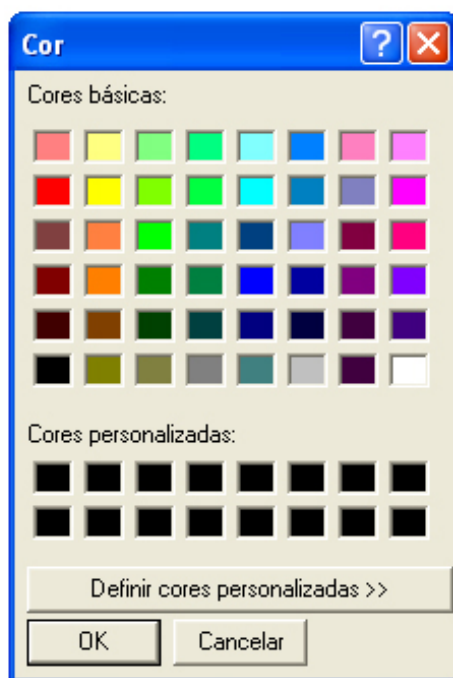 Cor
Cores básicas:
Cores personalizadas:
Definir cores personalizadas >>
OK Cancelar